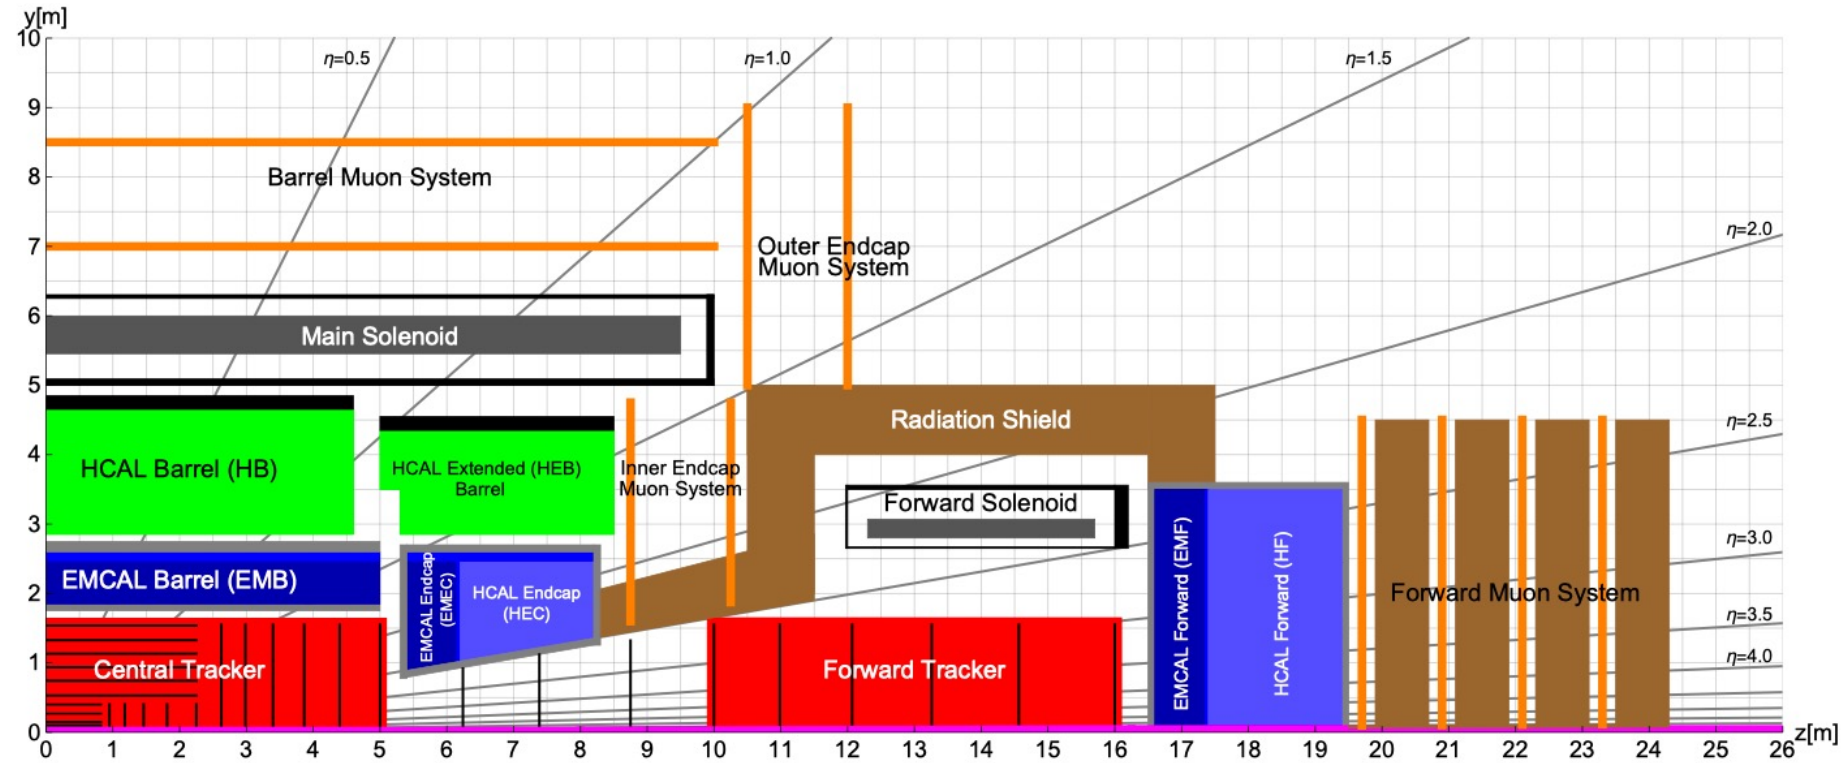 y[m]
10
9
8
7
6
5
4
3
2
1
0
η=0.5
η=1.0
η=1.5
η=2.0
η=2.5
η=3.0
η=3.5
η=4.0
Barrel Muon System
Outer Endcap
Muon System
Main Solenoid
Radiation Shield
HCAL Barrel (HB)
HCAL Extended (HEB)
Barrel
Inner Endcap
Muon System
Forward Solenoid
EMCAL Barrel (EMB)
EMCAL Endcap
(EMEC)
HCAL Endcap
(HEC)
EMCAL Forward (EMF)
HCAL Forward (HF)
Forward Muon System
Central Tracker
Forward Tracker
0 1 2 3 4 5 6 7 8 9 10 11 12 13 14 15 16 17 18 19 20 21 22 23 24 25 26
z[m]